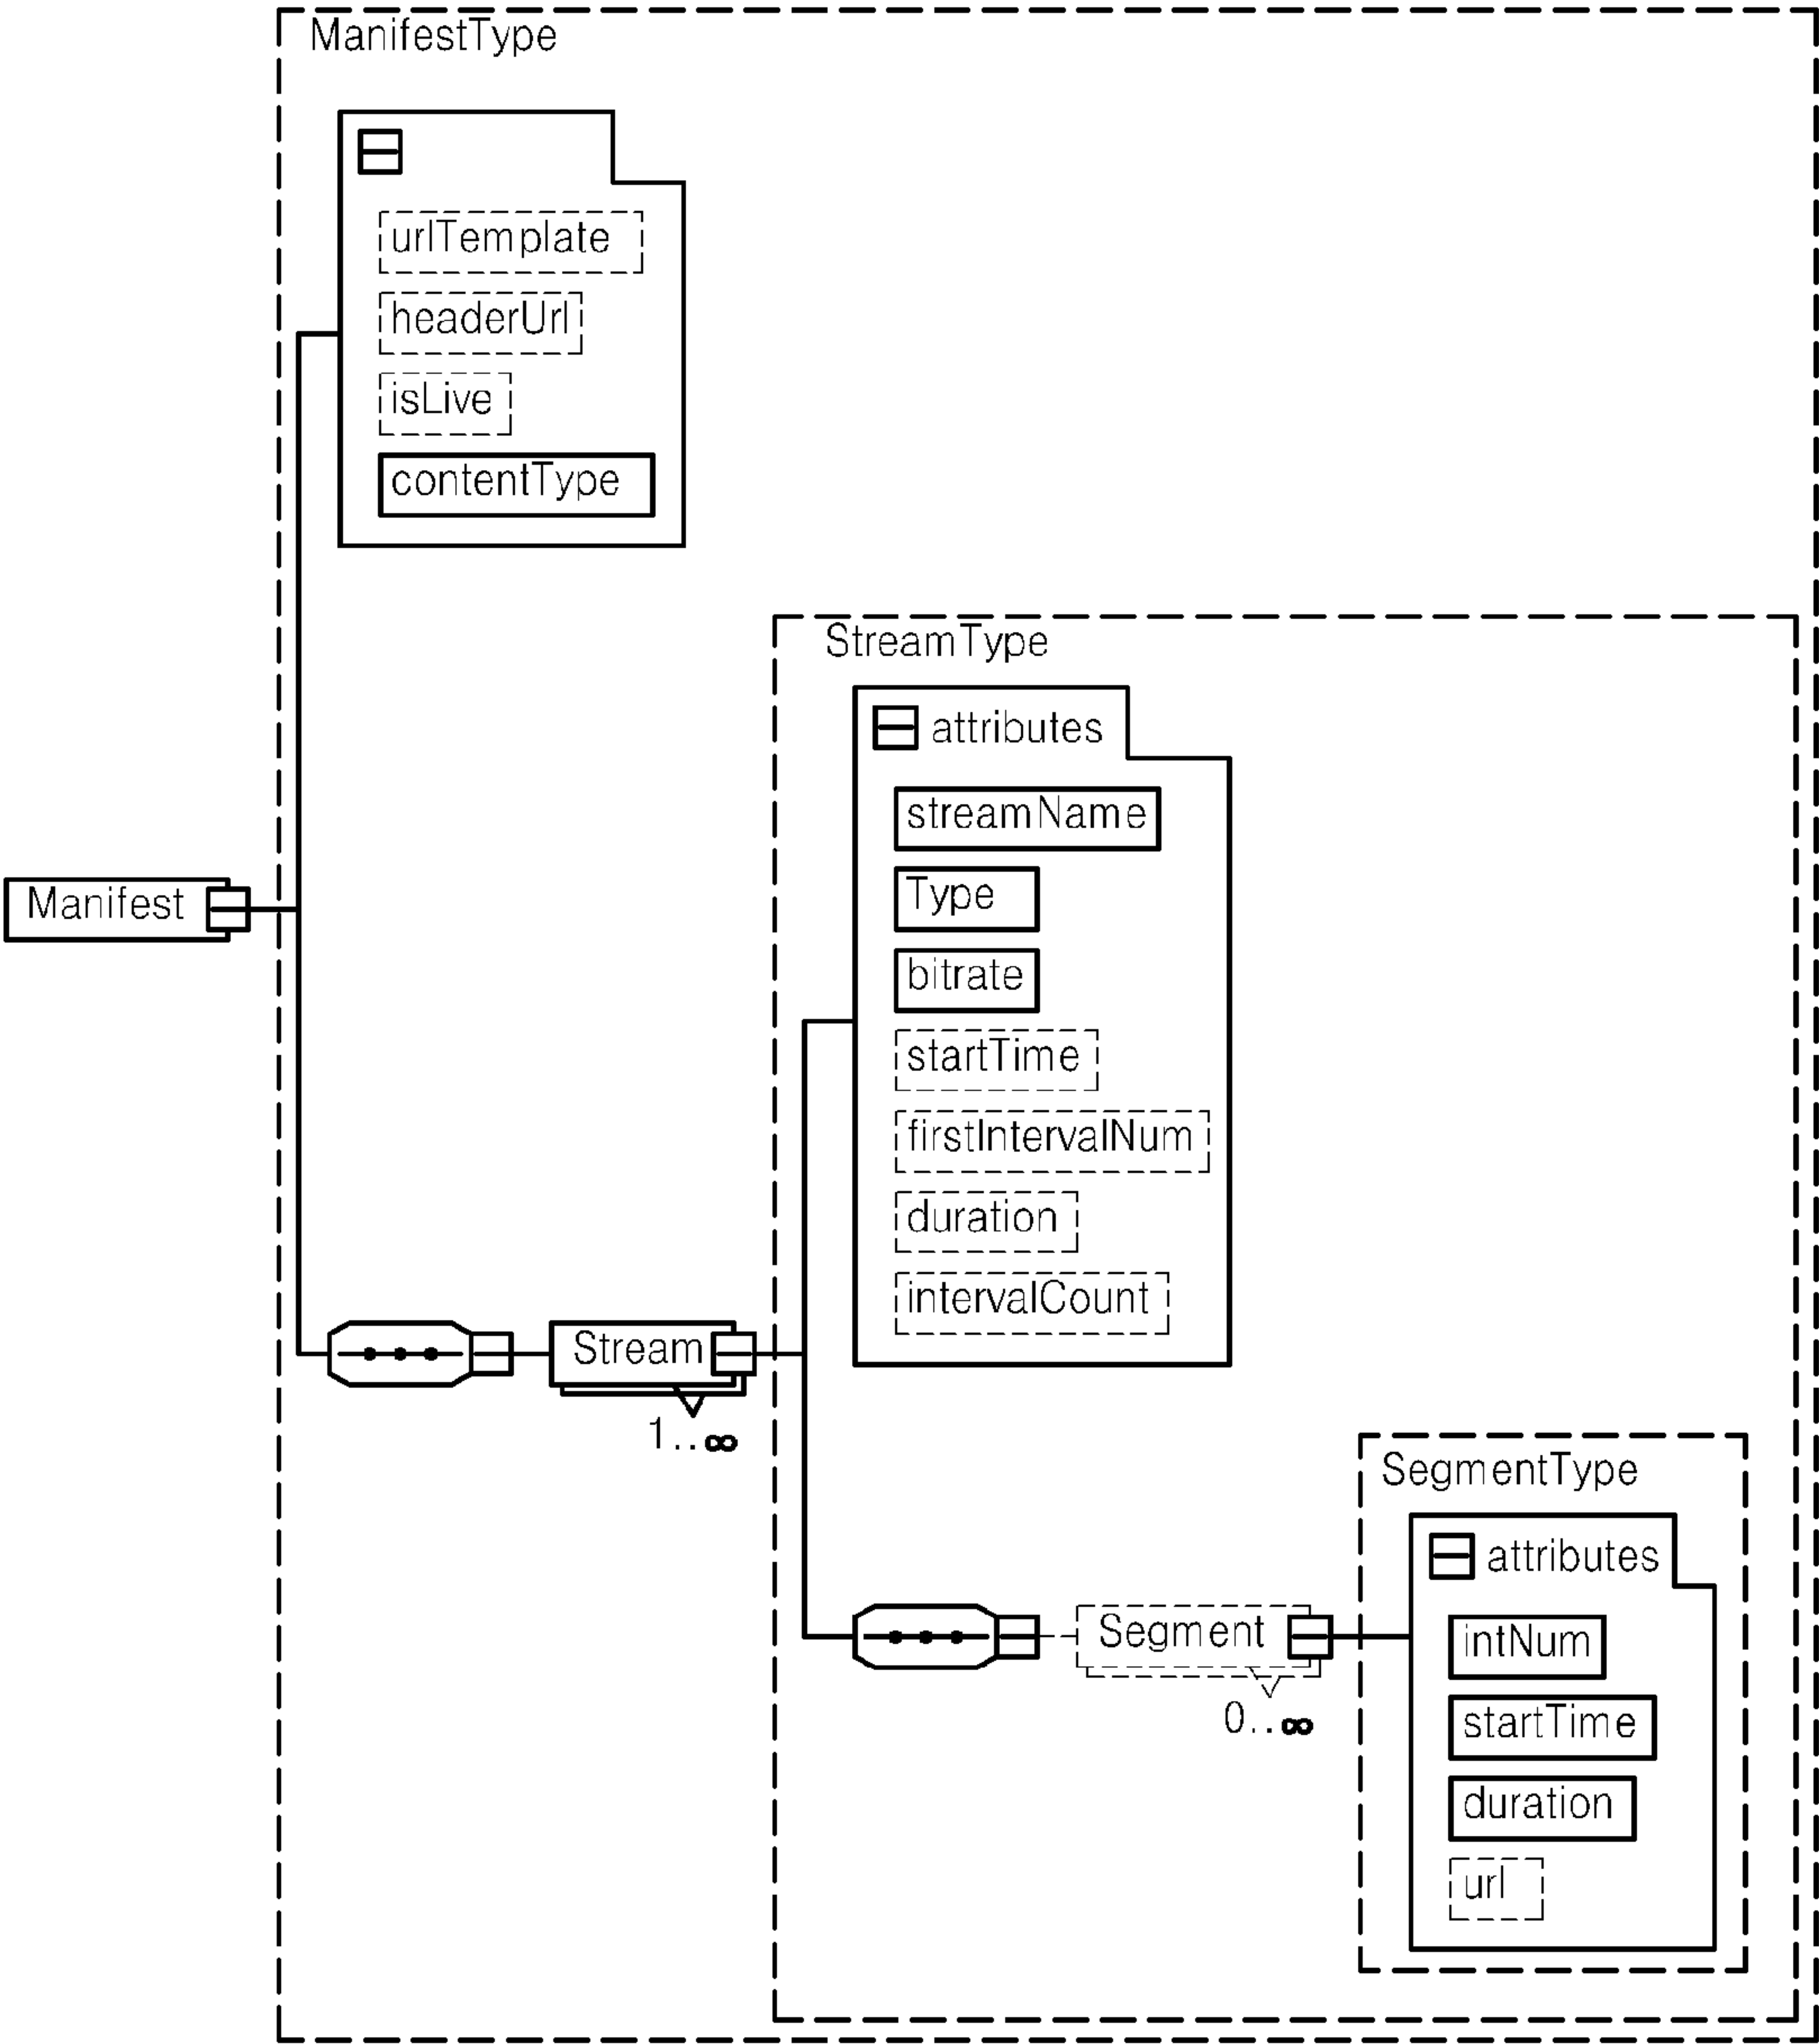 ManifestType
urlTemplate
headerUrl
isLive
contentType
StreamType
attributes
streamName
Type
bitrate
startTime
firstIntervalNum
duration
intervalCount
Manifest
Stream
1..∞
SegmentType
attributes
intNum
startTime
duration
url
Segment
0..∞